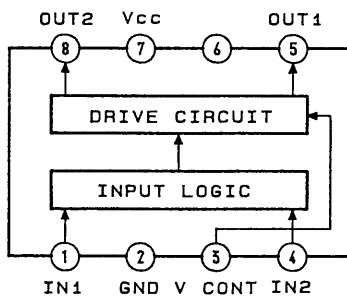 OUT2 Vcc OUT1
8 7 6 5
DRIVE CIRCUIT
INPUT LOGIC
1 2 3 4
IN1 GND V CONT IN2